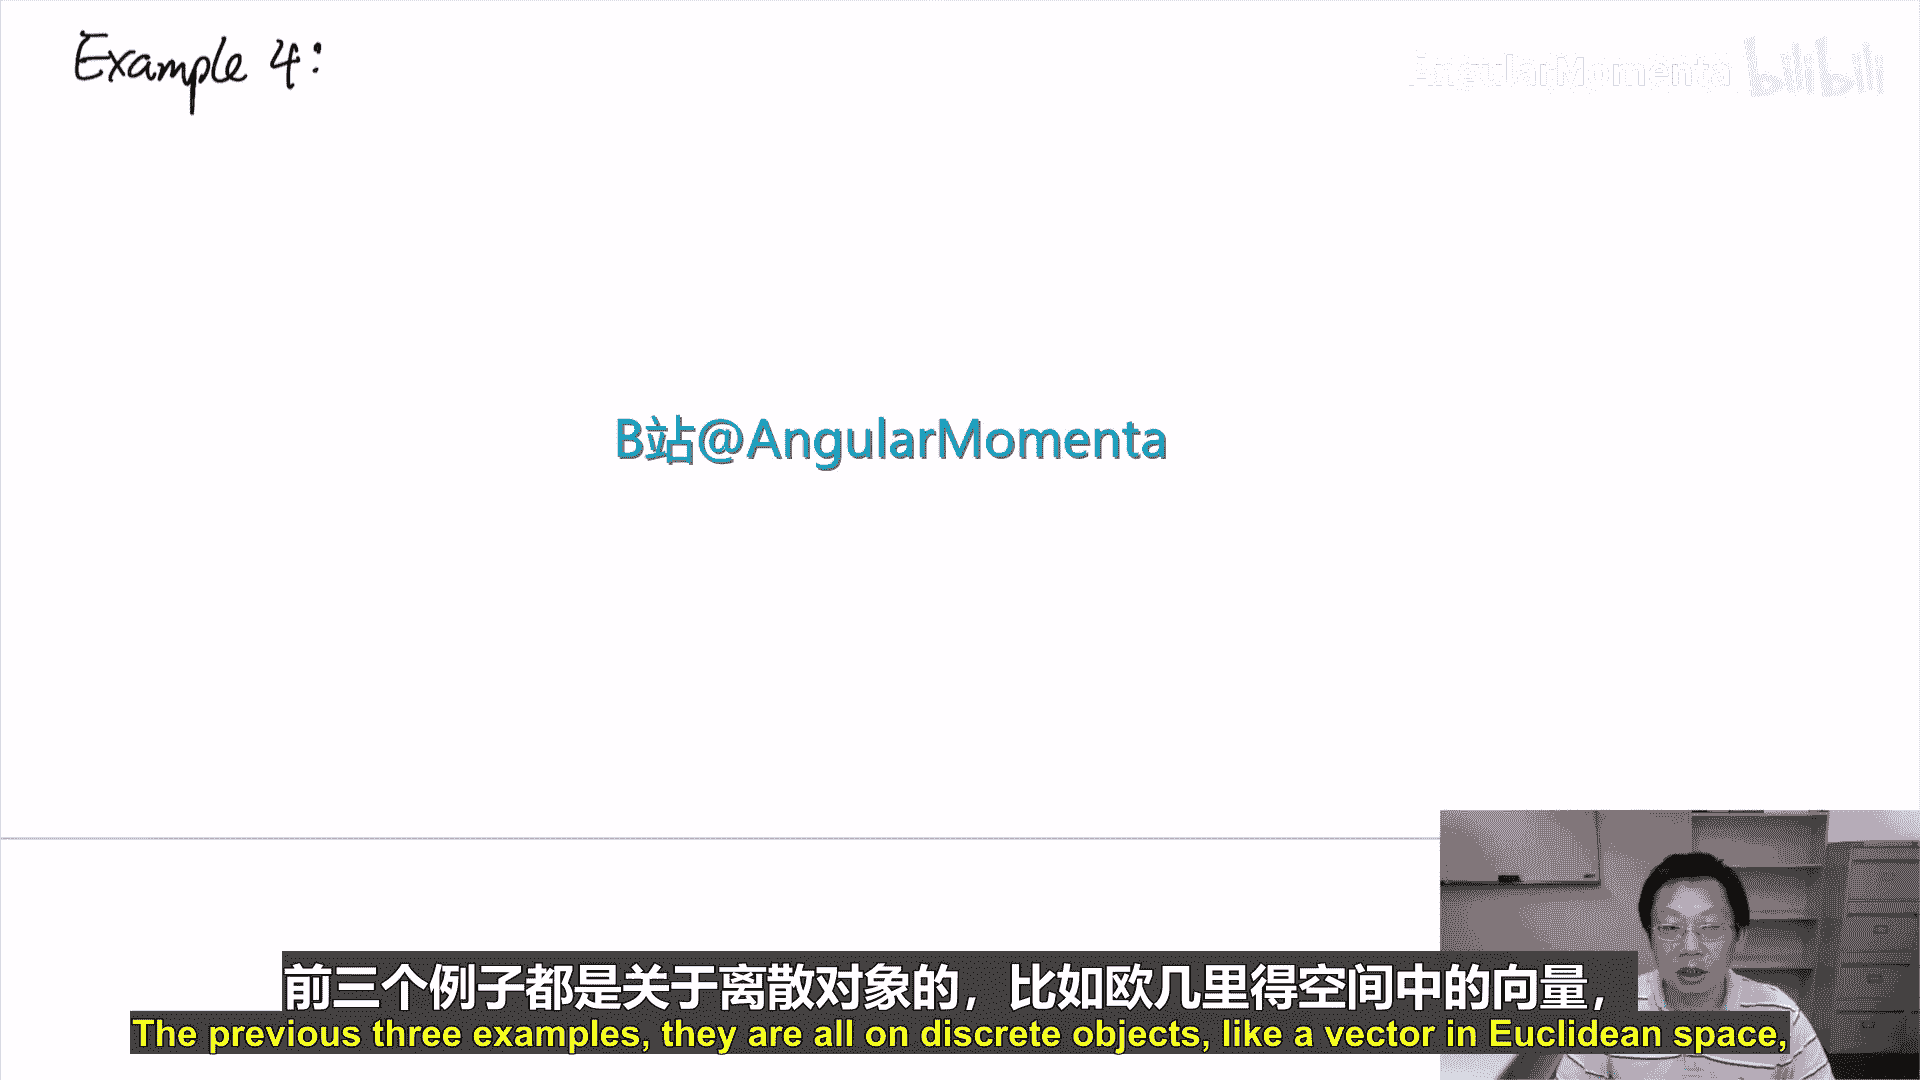 Example 4:
AngularMomenta bilibili
B站@AngularMomenta
前三个例子都是关于离散对象的，比如欧几里得空间中的向量，
The previous three examples, they are all on discrete objects, like a vector in Euclidean space,